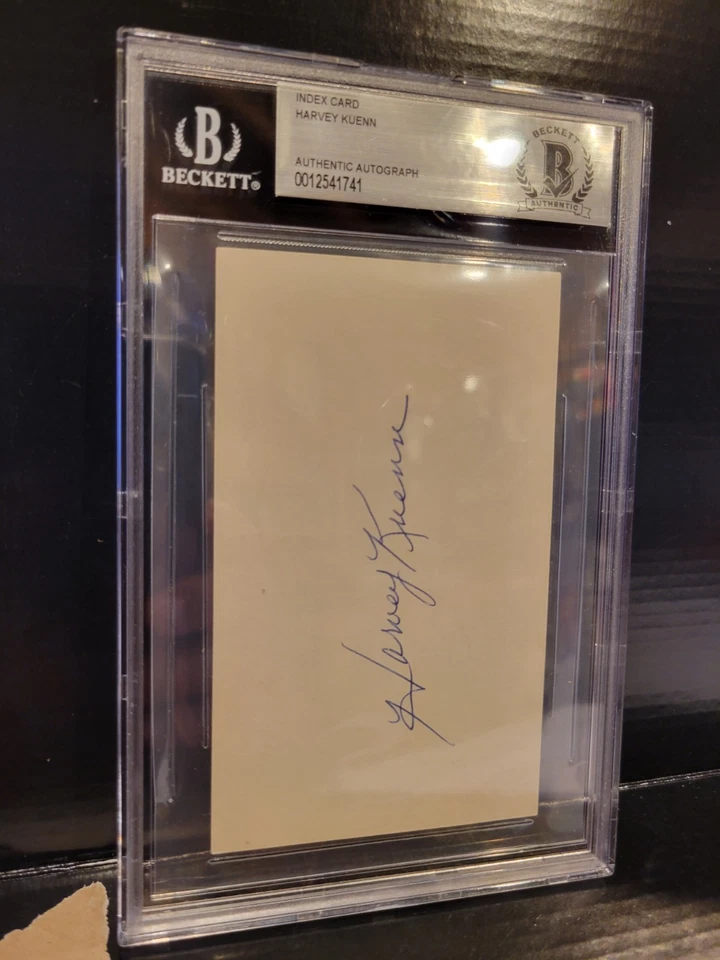 B
BECKETT®
INDEX CARD
HARVEY KUENN
AUTHENTIC AUTOGRAPH
0012541741
BECKETT
B
AUTHENTIC
Harvey Kuenn